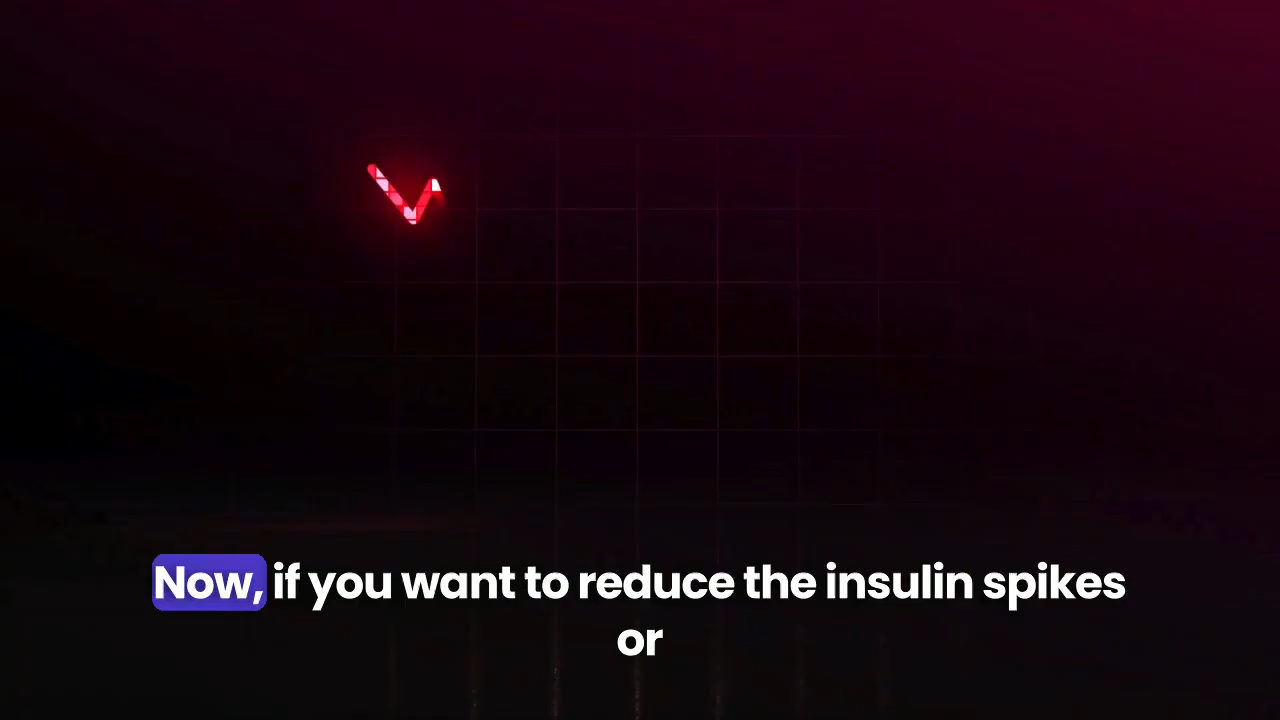 Now, if you want to reduce the insulin spikes
or